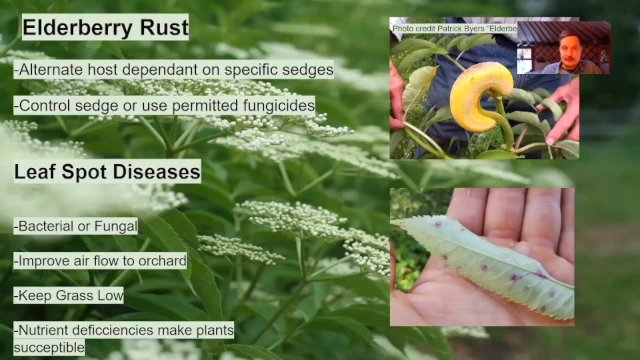 Elderberry Rust
-Alternate host dependant on specific sedges
-Control sedge or use permitted fungicides
Leaf Spot Diseases
-Bacterial or Fungal
-Improve air flow to orchard
-Keep Grass Low
-Nutrient deficciencies make plants
succeptible
Photo credit Patrick Byers "Elderbe